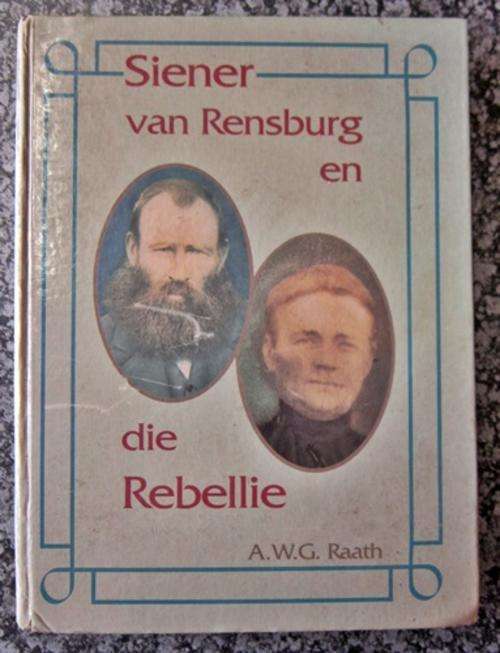 Siener
van Rensburg
en
die
Rebellie
A.W.G. Raath